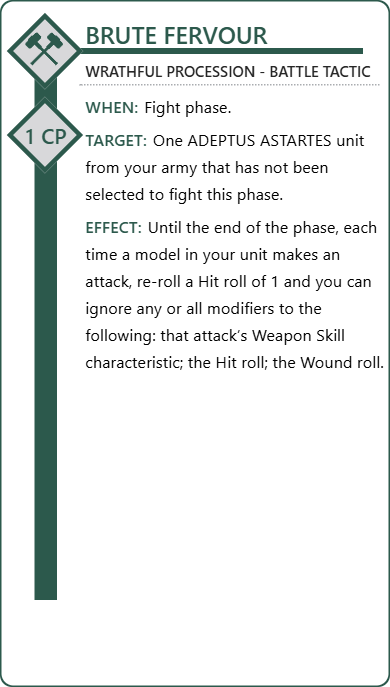 BRUTE FERVOUR
WRATHFUL PROCESSION - BATTLE TACTIC
WHEN: Fight phase.
1 CP
TARGET: One ADEPTUS ASTARTES unit
from your army that has not been
selected to fight this phase.
EFFECT: Until the end of the phase, each
time a model in your unit makes an
attack, re-roll a Hit roll of 1 and you can
ignore any or all modifiers to the
following: that attack’s Weapon Skill
characteristic; the Hit roll; the Wound roll.